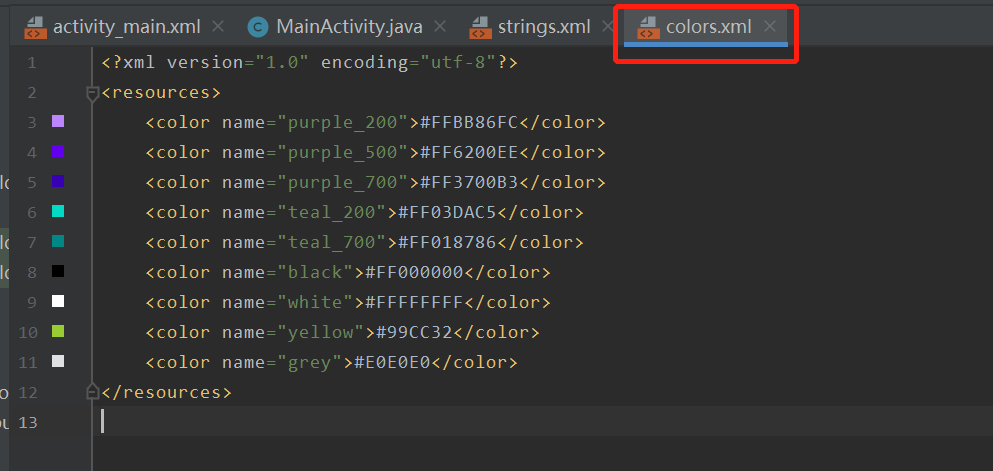 activity_main.xml MainActivity.java strings.xml colors.xml
1 <?xml version="1.0" encoding="utf-8"?>
2 <resources>
3 <color name="purple_200">#FFBB86FC</color>
4 <color name="purple_500">#FF6200EE</color>
5 <color name="purple_700">#FF3700B3</color>
6 <color name="teal_200">#FF03DAC5</color>
7 <color name="teal_700">#FF018786</color>
8 <color name="black">#FF000000</color>
9 <color name="white">#FFFFFFFF</color>
10 <color name="yellow">#99CC32</color>
11 <color name="grey">#E0E0E0</color>
12 </resources>
13